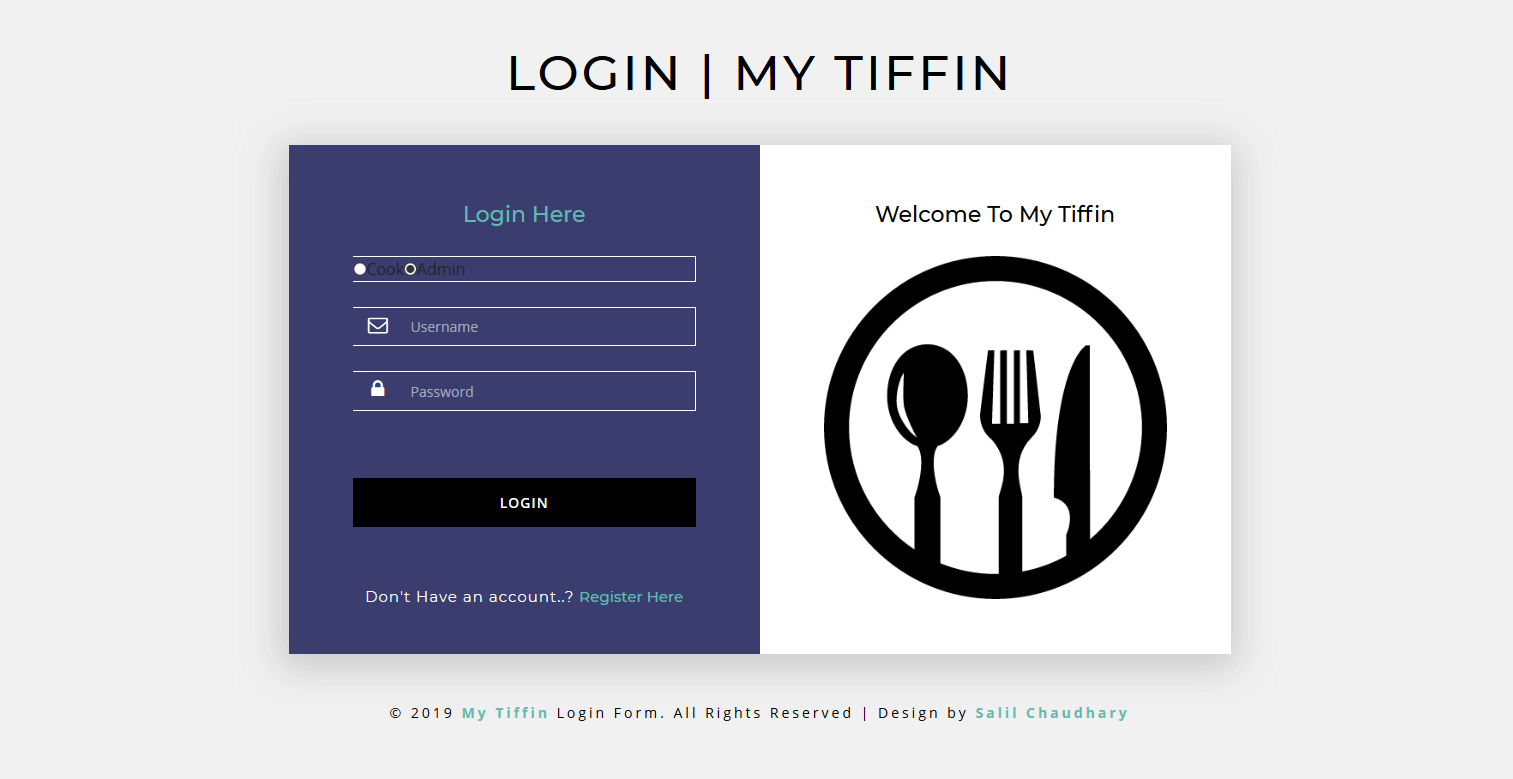 LOGIN | MY TIFFIN
Login Here
Cook Admin
Username
Password
LOGIN
Don't Have an account..? Register Here
Welcome To My Tiffin
© 2019 My Tiffin Login Form. All Rights Reserved | Design by Salil Chaudhary